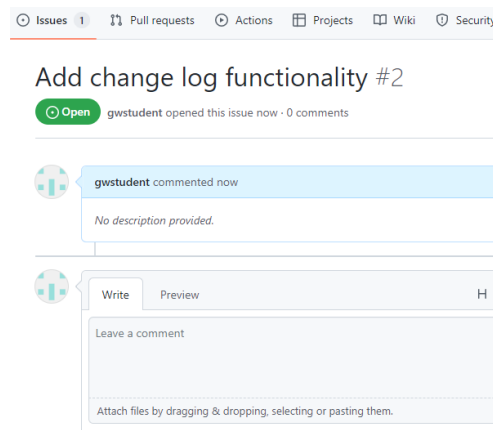 Issues 1 Pull requests Actions Projects Wiki Security
Add change log functionality #2
Open gwstudent opened this issue now · 0 comments
gwstudent commented now
No description provided.
Write Preview H
Leave a comment
Attach files by dragging & dropping, selecting or pasting them.